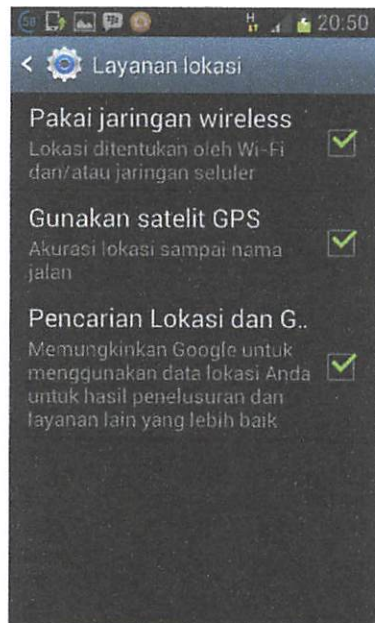 58 H 20:50
< Layanan lokasi
Pakai jaringan wireless
Lokasi ditentukan oleh Wi-Fi
dan/atau jaringan seluler
Gunakan satelit GPS
Akurasi lokasi sampai nama
jalan
Pencarian Lokasi dan G..
Memungkinkan Google untuk
menggunakan data lokasi Anda
untuk hasil penelusuran dan
layanan lain yang lebih baik